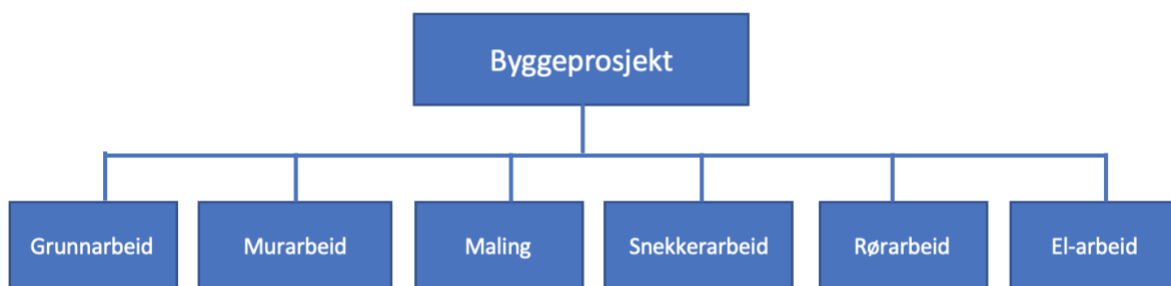 Byggeprosjekt
Grunnarbeid
Murarbeid
Maling
Snekkerarbeid
Rørarbeid
El-arbeid